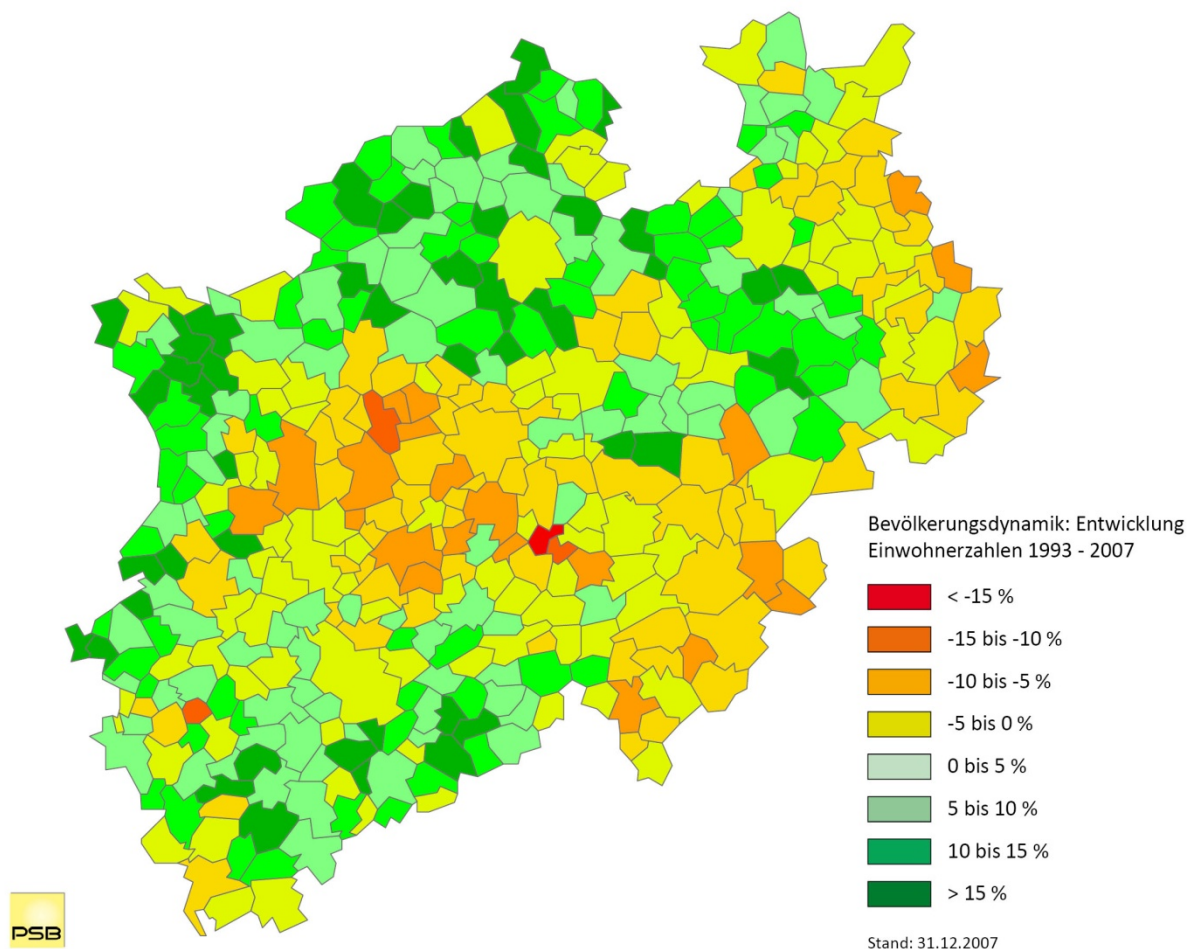 Bevölkerungsdynamik: Entwicklung
Einwohnerzahlen 1993 - 2007
< -15 %
-15 bis -10 %
-10 bis -5 %
-5 bis 0 %
0 bis 5 %
5 bis 10 %
10 bis 15 %
> 15 %
PSB
Stand: 31.12.2007